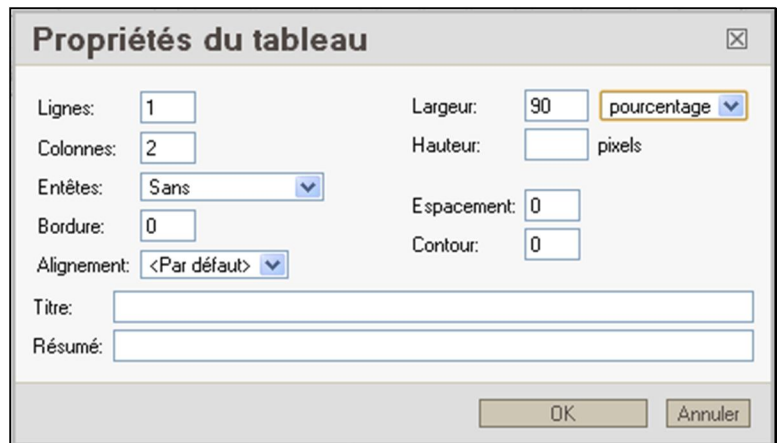 Propriétés du tableau
Lignes: 1
Largeur: 90 pourcentage
Colonnes: 2
Hauteur: pixels
Entêtes: Sans
Espacement: 0
Bordure: 0
Contour: 0
Alignement: <Par défaut>
Titre:
Résumé:
OK Annuler